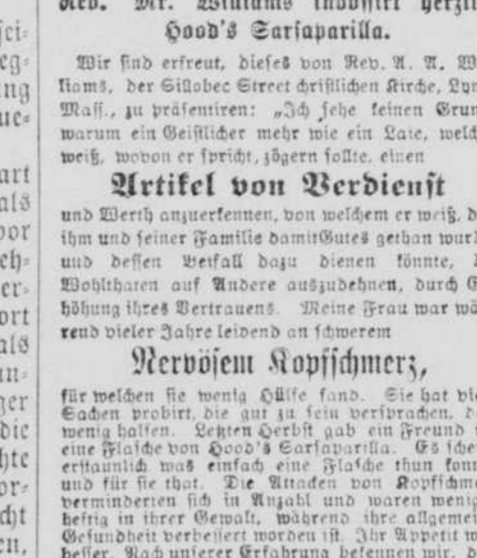 Rev. Mr. Williams indossirt
Hood's Sarsaparilla.
Wir sind erfreut, dieses von Rev. A. A. W
liams, der Sillobec Street christlichen Kirche, Lyn
Mass., zu präsentiren: „Ich sehe keinen Grun
warum ein Geistlicher mehr wie ein Laie, welch
weiß, wovon er spricht, zögern sollte, einen
Artikel von Verdienst
und Werth anzuerkennen, von welchem er weiß, d
ihm und seiner Familie damitGutes gethan wurd
und dessen Beifall dazu dienen könnte,
Wohlthaten auf Andere auszudehnen, durch E
höhung ihres Vertrauens. Meine Frau war wä
rend vieler Jahre leidend an schwerem
Nervösem Kopfschmerz,
für welchen sie wenig Hülfe fand. Sie hat vie
Sachen probirt, die gut zu sein versprachen, d
wenig halfen. Letzten Herbst gab ein Freund
eine Flasche von Hood's Sarsaparilla. Es sche
erstaunlich was einfach eine Flasche thun konn
und für sie that. Die Attacken von Kopfschme
verminderten sich in Anzahl und waren wenig
heftig in ihrer Gewalt, während ihre allgemei
Gesundheit verbessert worden ist. Ihr Appetit w
besser. Nach unserer Erfahrung